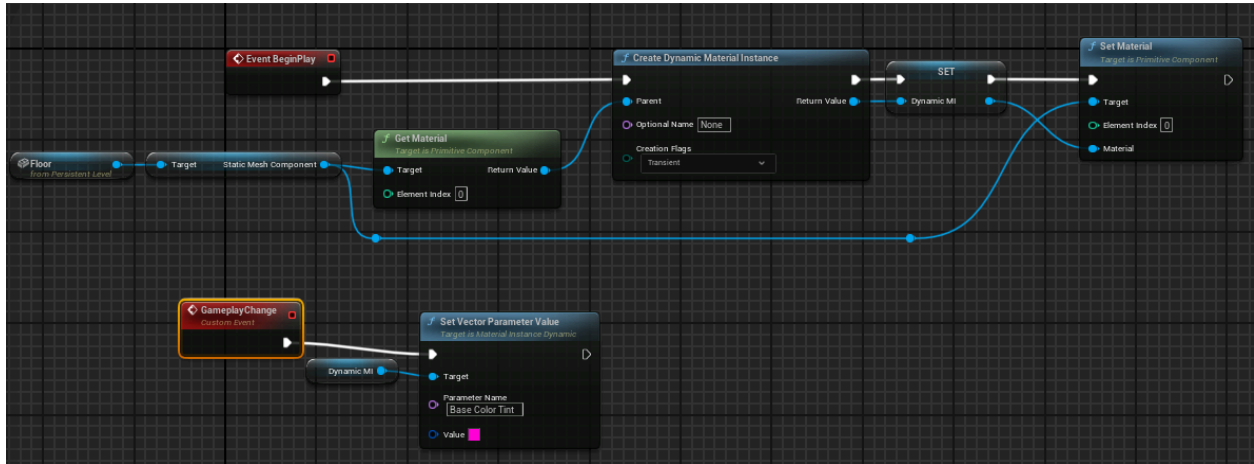 Event BeginPlay
Create Dynamic Material Instance
Parent
Return Value
Optional Name None
Creation Flags
Transient
SET
Dynamic MI
Set Material
Target is Primitive Component
Target
Element Index 0
Material
Get Material
Target is Primitive Component
Target
Return Value
Element Index 0
Floor
from Persistent Level
Target Static Mesh Component
GameplayChange
Custom Event
Dynamic MI
Set Vector Parameter Value
Target is Material Instance Dynamic
Target
Parameter Name
Base Color Tint
Value